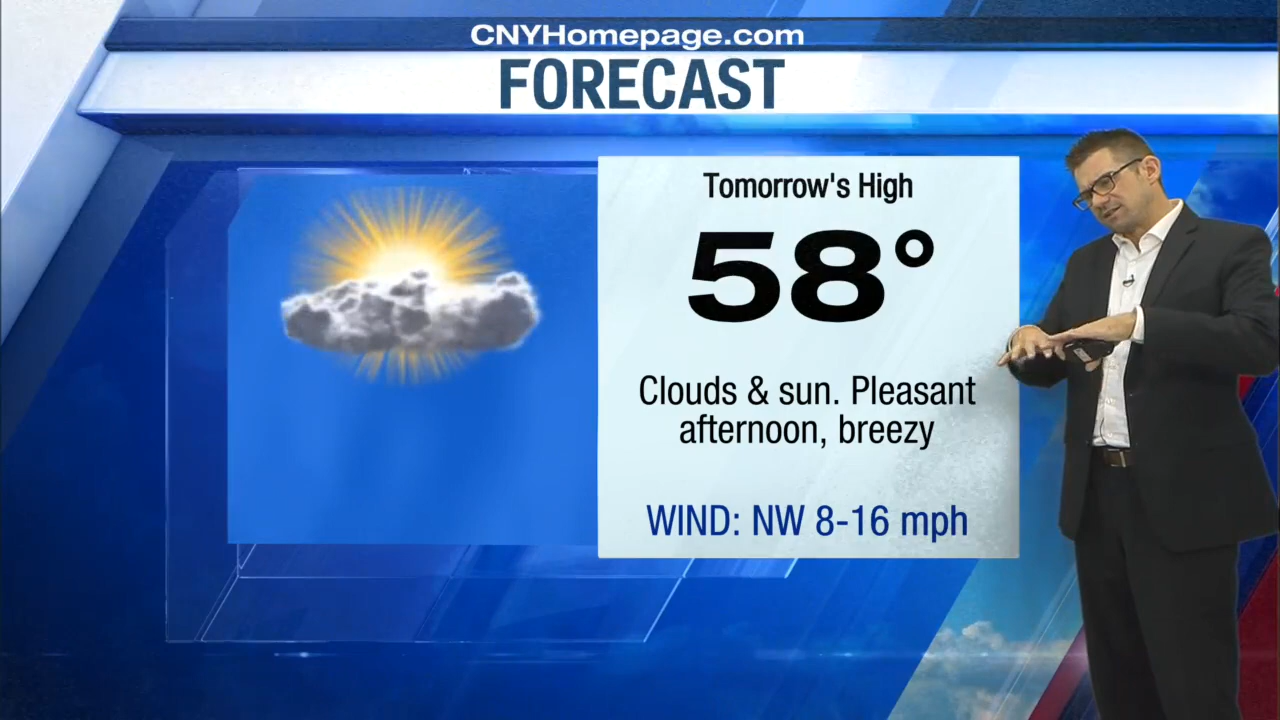 CNYHomepage.com
FORECAST
Tomorrow's High
58°
Clouds & sun. Pleasant
afternoon, breezy
WIND: NW 8-16 mph